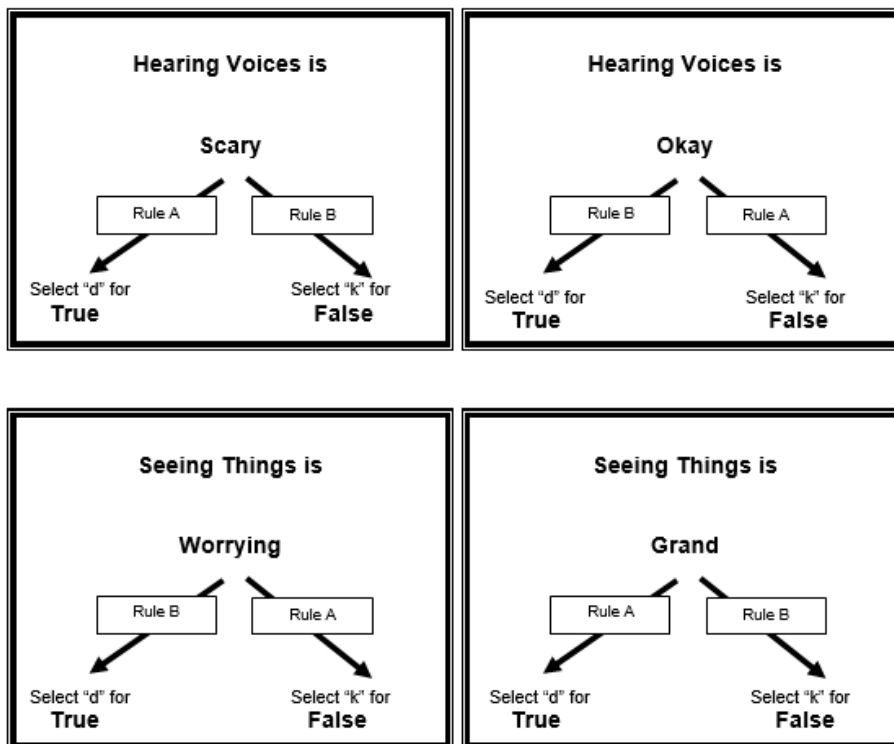 Hearing Voices is
Scary
Rule A
Rule B
Select “d” for
True
Select “k” for
False
Hearing Voices is
Okay
Rule B
Rule A
Select “d” for
True
Select “k” for
False
Seeing Things is
Worrying
Rule B
Rule A
Select “d” for
True
Select “k” for
False
Seeing Things is
Grand
Rule A
Rule B
Select “d” for
True
Select “k” for
False